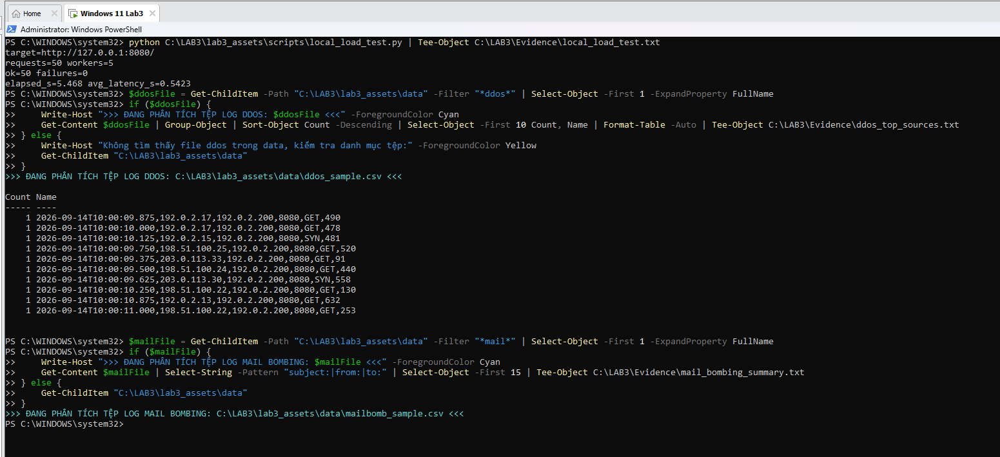 Home
Windows 11 Lab3
Administrator: Windows PowerShell
PS C:\WINDOWS\system32> python C:\LAB3\lab3_assets\scripts\local_load_test.py | Tee-Object C:\LAB3\Evidence\local_load_test.txt
target=http://127.0.0.1:8080/
requests=50 workers=5
ok=50 failures=0
elapsed_s=5.468 avg_latency_s=0.5423
PS C:\WINDOWS\system32> $ddosFile = Get-ChildItem -Path "C:\LAB3\lab3_assets\data" -Filter "*ddos*" | Select-Object -First 1 -ExpandProperty FullName
PS C:\WINDOWS\system32> if ($ddosFile) {
>>     Write-Host ">>> ĐANG PHÂN TÍCH TỆP LOG DDOS: $ddosFile <<<" -ForegroundColor Cyan
>>     Get-Content $ddosFile | Group-Object | Sort-Object Count -Descending | Select-Object -First 10 Count, Name | Format-Table -Auto | Tee-Object C:\LAB3\Evidence\ddos_top_sources.txt
>> } else {
>>     Write-Host "Không tìm thấy file ddos trong data, kiểm tra danh mục tệp:" -ForegroundColor Yellow
>>     Get-ChildItem "C:\LAB3\lab3_assets\data"
>> }
>>> ĐANG PHÂN TÍCH TỆP LOG DDOS: C:\LAB3\lab3_assets\data\ddos_sample.csv <<<
Count Name
----- ----
    1 2026-09-14T10:00:09.875,192.0.2.17,192.0.2.200,8080,GET,490
    1 2026-09-14T10:00:10.000,192.0.2.17,192.0.2.200,8080,GET,478
    1 2026-09-14T10:00:10.125,192.0.2.15,192.0.2.200,8080,SYN,481
    1 2026-09-14T10:00:09.750,198.51.100.25,192.0.2.200,8080,GET,520
    1 2026-09-14T10:00:09.375,203.0.113.33,192.0.2.200,8080,GET,91
    1 2026-09-14T10:00:09.500,198.51.100.24,192.0.2.200,8080,GET,440
    1 2026-09-14T10:00:09.625,203.0.113.30,192.0.2.200,8080,SYN,558
    1 2026-09-14T10:00:10.250,198.51.100.22,192.0.2.200,8080,GET,130
    1 2026-09-14T10:00:10.875,192.0.2.13,192.0.2.200,8080,GET,632
    1 2026-09-14T10:00:11.000,198.51.100.22,192.0.2.200,8080,GET,253
PS C:\WINDOWS\system32> $mailFile = Get-ChildItem -Path "C:\LAB3\lab3_assets\data" -Filter "*mail*" | Select-Object -First 1 -ExpandProperty FullName
PS C:\WINDOWS\system32> if ($mailFile) {
>>     Write-Host ">>> ĐANG PHÂN TÍCH TỆP LOG MAIL BOMBING: $mailFile <<<" -ForegroundColor Cyan
>>     Get-Content $mailFile | Select-String -Pattern "subject:|from:|to:" | Select-Object -First 15 | Tee-Object C:\LAB3\Evidence\mail_bombing_summary.txt
>> } else {
>>     Get-ChildItem "C:\LAB3\lab3_assets\data"
>> }
>>> ĐANG PHÂN TÍCH TỆP LOG MAIL BOMBING: C:\LAB3\lab3_assets\data\mailbomb_sample.csv <<<
PS C:\WINDOWS\system32>